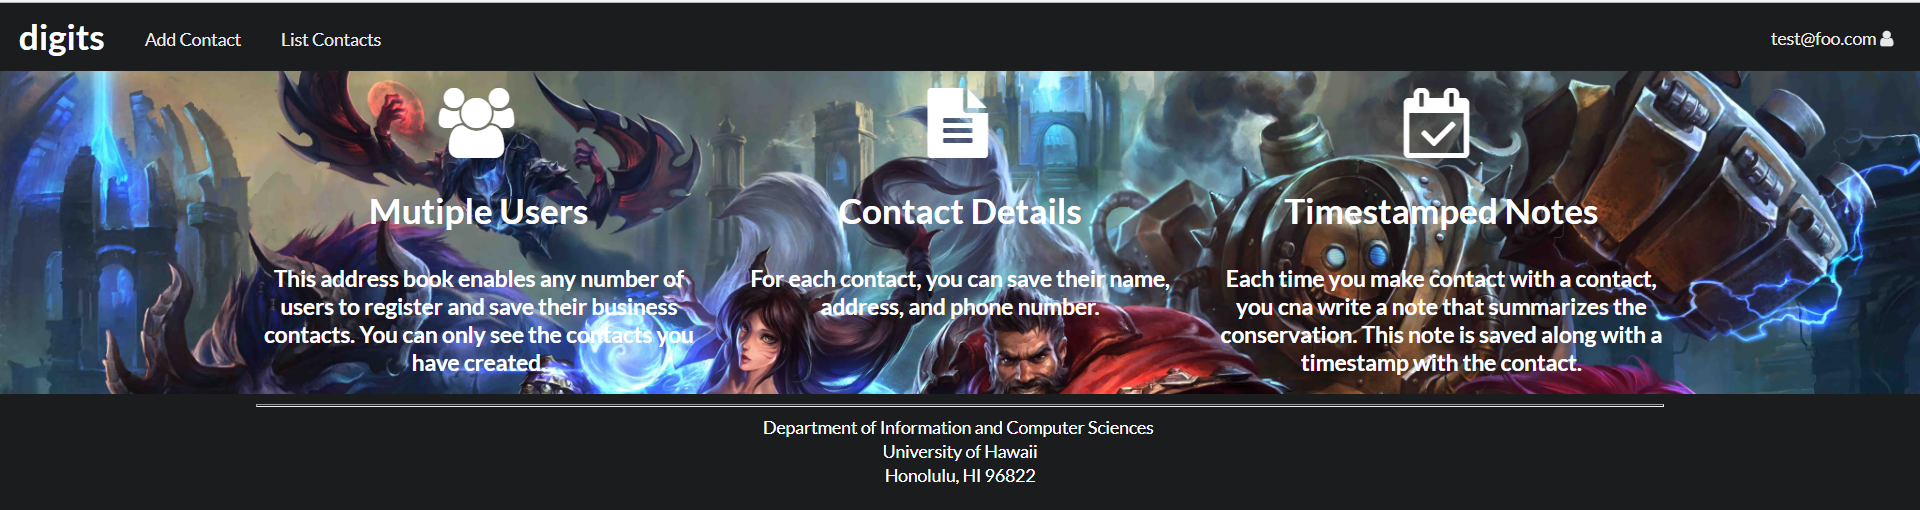 digits
Add Contact
List Contacts
test@foo.com
Mutiple Users
This address book enables any number of
users to register and save their business
contacts. You can only see the contacts you
have created.
Contact Details
For each contact, you can save their name,
address, and phone number.
Timestamped Notes
Each time you make contact with a contact,
you cna write a note that summarizes the
conservation. This note is saved along with a
timestamp with the contact.
Department of Information and Computer Sciences
University of Hawaii
Honolulu, HI 96822